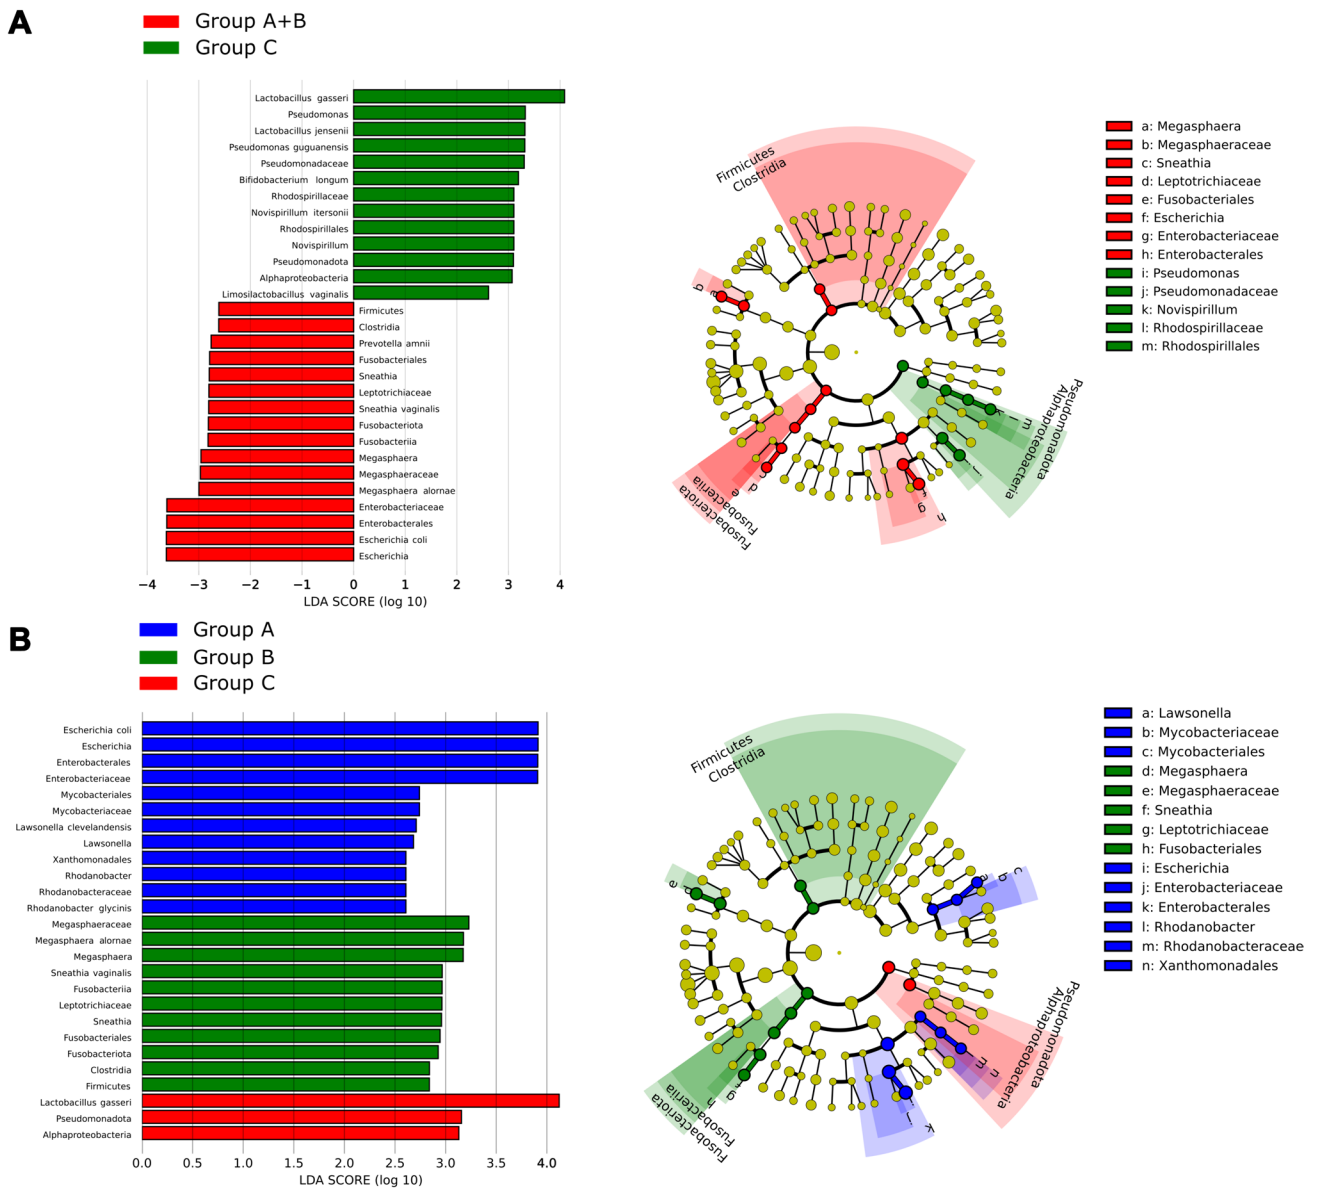 A
Group A+B
Group C
Lactobacillus gasseri
Pseudomonas
Lactobacillus jensenii
Pseudomonas guguanensis
Pseudomonadaceae
Bifidobacterium longum
Rhodospirillaceae
Novispirillum itersonii
Rhodospirillales
Novispirillum
Pseudomonadota
Alphaproteobacteria
Limosilactobacillus vaginalis
Firmicutes
Clostridia
Prevotella amnii
Fusobacteriales
Sneathia
Leptotrichiaceae
Sneathia vaginalis
Fusobacteriota
Fusobacteriia
Megasphaera
Megasphaeraceae
Megasphaera alornae
Enterobacteriaceae
Enterobacterales
Escherichia coli
Escherichia
−4 −3 −2 −1 0 1 2 3 4
LDA SCORE (log 10)
Firmicutes
Clostridia
a
b
c
d
e
Fusobacteriia
Fusobacteriota
f
g
h
i
j
k
l
m
Alphaproteobacteria
Pseudomonadota
a: Megasphaera
b: Megasphaeraceae
c: Sneathia
d: Leptotrichiaceae
e: Fusobacteriales
f: Escherichia
g: Enterobacteriaceae
h: Enterobacterales
i: Pseudomonas
j: Pseudomonadaceae
k: Novispirillum
l: Rhodospirillaceae
m: Rhodospirillales
B
Group A
Group B
Group C
Escherichia coli
Escherichia
Enterobacterales
Enterobacteriaceae
Mycobacteriales
Mycobacteriaceae
Lawsonella clevelandensis
Lawsonella
Xanthomonadales
Rhodanobacter
Rhodanobacteraceae
Rhodanobacter glycinis
Megasphaeraceae
Megasphaera alornae
Megasphaera
Sneathia vaginalis
Fusobacteriia
Leptotrichiaceae
Sneathia
Fusobacteriales
Fusobacteriota
Clostridia
Firmicutes
Lactobacillus gasseri
Pseudomonadota
Alphaproteobacteria
0.0 0.5 1.0 1.5 2.0 2.5 3.0 3.5 4.0
LDA SCORE (log 10)
Firmicutes
Clostridia
a
b
c
d
e
f
g
h
Fusobacteriia
Fusobacteriota
i
j
k
l
m
n
Alphaproteobacteria
Pseudomonadota
a: Lawsonella
b: Mycobacteriaceae
c: Mycobacteriales
d: Megasphaera
e: Megasphaeraceae
f: Sneathia
g: Leptotrichiaceae
h: Fusobacteriales
i: Escherichia
j: Enterobacteriaceae
k: Enterobacterales
l: Rhodanobacter
m: Rhodanobacteraceae
n: Xanthomonadales